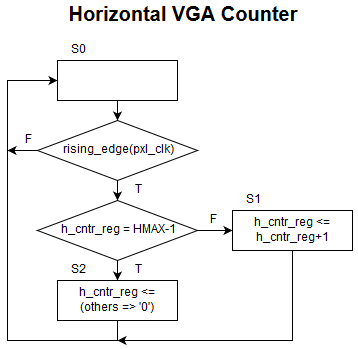 Horizontal VGA Counter
S0
F
rising_edge(pxl_clk)
T
S1
h_cntr_reg = HMAX-1
F
h_cntr_reg <=
h_cntr_reg+1
S2
T
h_cntr_reg <=
(others => '0')